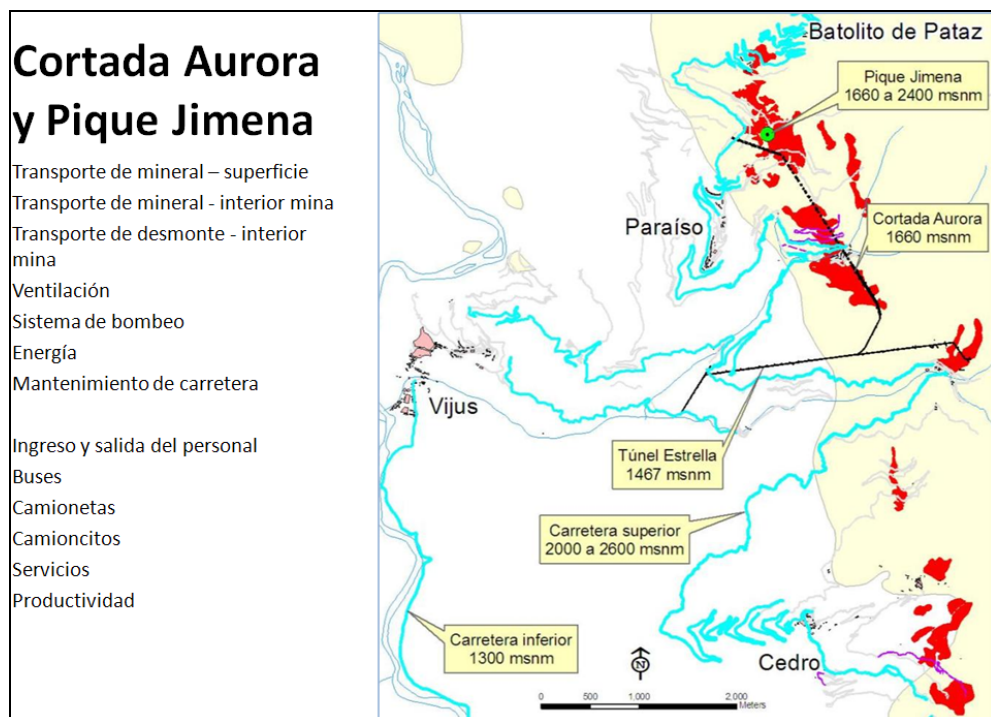 Cortada Aurora
y Pique Jimena
Transporte de mineral – superficie
Transporte de mineral - interior mina
Transporte de desmonte - interior
mina
Ventilación
Sistema de bombeo
Energía
Mantenimiento de carretera
Ingreso y salida del personal
Buses
Camionetas
Camioncitos
Servicios
Productividad
Batolito de Pataz
Pique Jimena
1660 a 2400 msnm
Paraíso
Cortada Aurora
1660 msnm
Vijus
Túnel Estrella
1467 msnm
Carretera superior
2000 a 2600 msnm
Carretera inferior
1300 msnm
Cedro
N
0 500 1,000 2,000
Meters